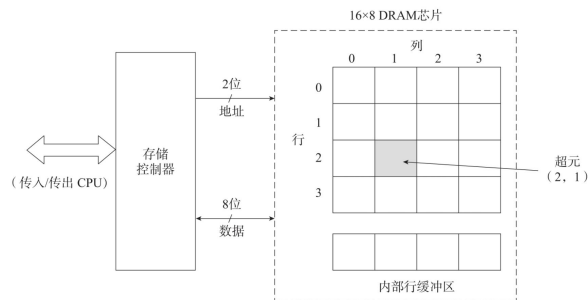 16×8 DRAM芯片
列
0 1 2 3
0
2位
地址
1
行
存储
控制器
2
超元
(2，1)
(传入/传出 CPU)
3
8位
数据
内部行缓冲区